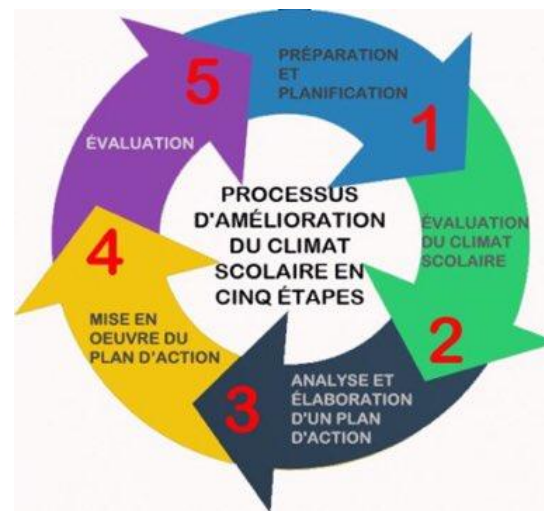 PROCESSUS
D'AMÉLIORATION
DU CLIMAT
SCOLAIRE EN
CINQ ÉTAPES
PRÉPARATION
ET
PLANIFICATION
1
ÉVALUATION
DU CLIMAT
SCOLAIRE
2
ANALYSE ET
ÉLABORATION
D'UN PLAN
D'ACTION
3
MISE EN
OEUVRE DU
PLAN D'ACTION
4
ÉVALUATION
5